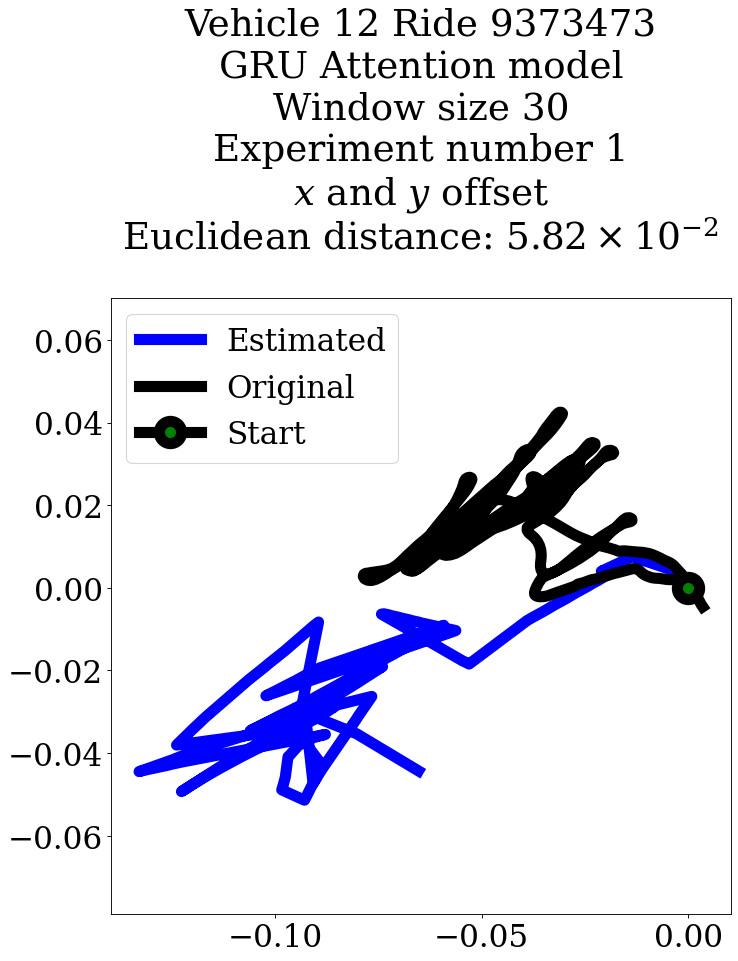 Vehicle 12 Ride 9373473
GRU Attention model
Window size 30
Experiment number 1
x and y offset
Euclidean distance: 5.82 × 10⁻²
Estimated
Original
Start
0.06
0.04
0.02
0.00
−0.02
−0.04
−0.06
−0.10
−0.05
0.00